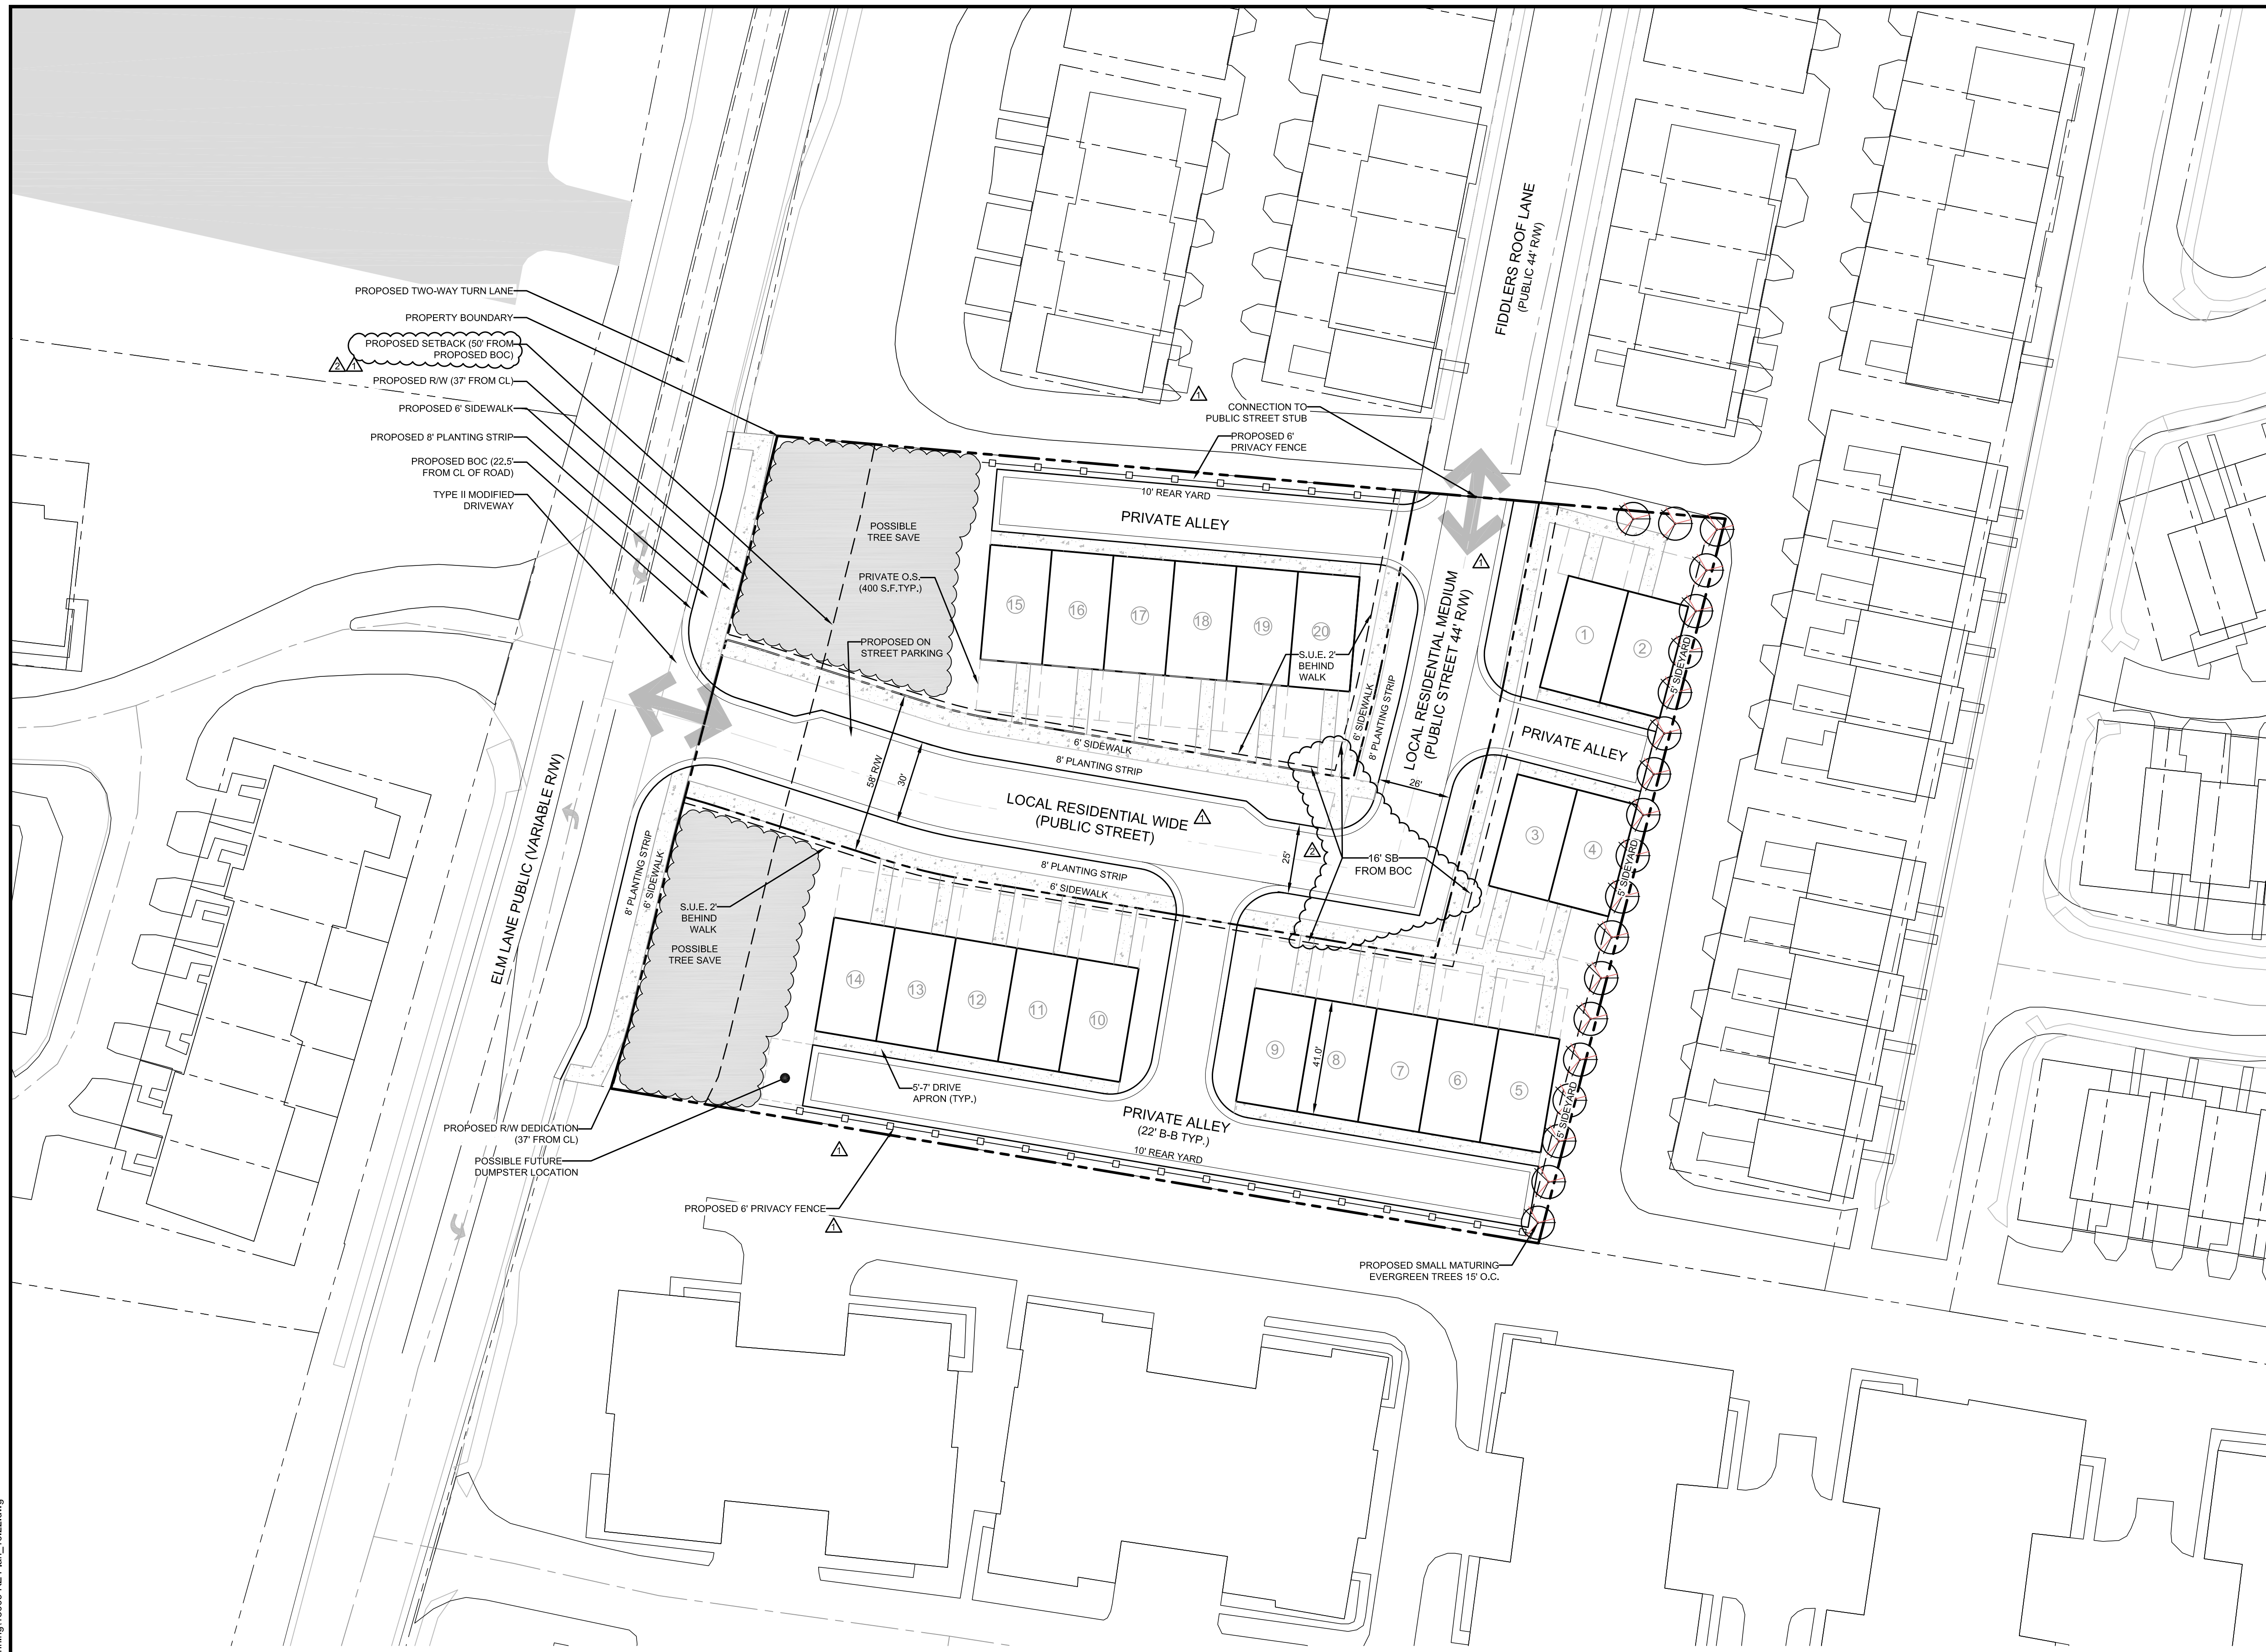 PROPOSED TWO-WAY TURN LANE
PROPERTY BOUNDARY
PROPOSED SETBACK (50' FROM
PROPOSED BOC)
2
1
PROPOSED R/W (37' FROM CL)
PROPOSED 6' SIDEWALK
PROPOSED 8' PLANTING STRIP
PROPOSED BOC (22.5'
FROM CL OF ROAD)
TYPE II MODIFIED
DRIVEWAY
FIDDLERS ROOF LANE
(PUBLIC 44' R/W)
1
CONNECTION TO
PUBLIC STREET STUB
PROPOSED 6'
PRIVACY FENCE
10' REAR YARD
PRIVATE ALLEY
POSSIBLE
TREE SAVE
PRIVATE O.S.
(400 S.F.TYP.)
PROPOSED ON
STREET PARKING
15
16
17
18
19
20
S.U.E. 2'
BEHIND
WALK
6' SIDEWALK
8' PLANTING STRIP
LOCAL RESIDENTIAL MEDIUM
(PUBLIC STREET 44' R/W)
1
1
2
5' SIDEYARD
PRIVATE ALLEY
6' SIDEWALK
8' PLANTING STRIP
58' R/W
30'
26'
LOCAL RESIDENTIAL WIDE
(PUBLIC STREET)
1
25'
2
16' SB
FROM BOC
3
4
5' SIDEYARD
ELM LANE PUBLIC (VARIABLE R/W)
8' PLANTING STRIP
6' SIDEWALK
8' PLANTING STRIP
6' SIDEWALK
S.U.E. 2'
BEHIND
WALK
POSSIBLE
TREE SAVE
14
13
12
11
10
9
8
7
6
5
41.0'
5' SIDEYARD
5'-7' DRIVE
APRON (TYP.)
PRIVATE ALLEY
(22' B-B TYP.)
10' REAR YARD
PROPOSED R/W DEDICATION
(37' FROM CL)
POSSIBLE FUTURE
DUMPSTER LOCATION
1
PROPOSED 6' PRIVACY FENCE
1
PROPOSED SMALL MATURING
EVERGREEN TREES 15' O.C.